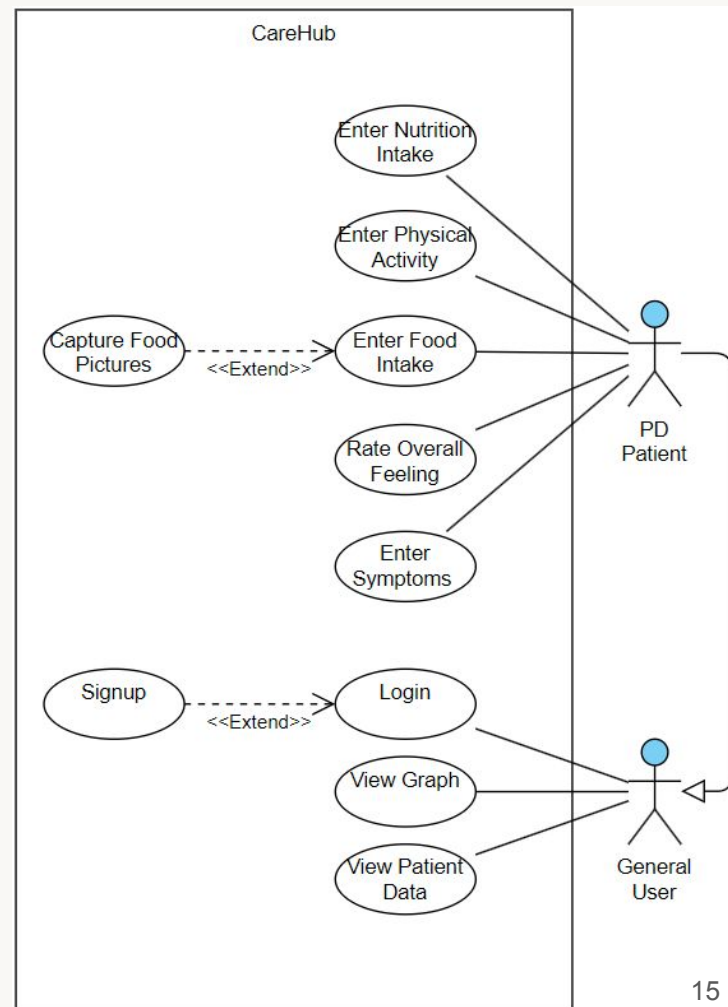 CareHub
Enter Nutrition
Intake
Enter Physical
Activity
Capture Food
Pictures
<<Extend>>
Enter Food
Intake
Rate Overall
Feeling
Enter
Symptoms
PD
Patient
Signup
<<Extend>>
Login
View Graph
View Patient
Data
General
User
15